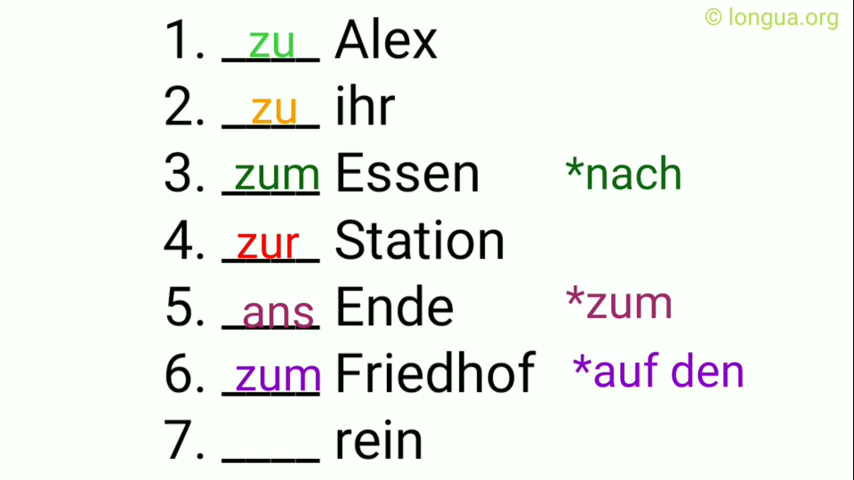 © longua.org
1. zu Alex
2. zu ihr
3. zum Essen *nach
4. zur Station
5. ans Ende *zum
6. zum Friedhof *auf den
7. ____ rein